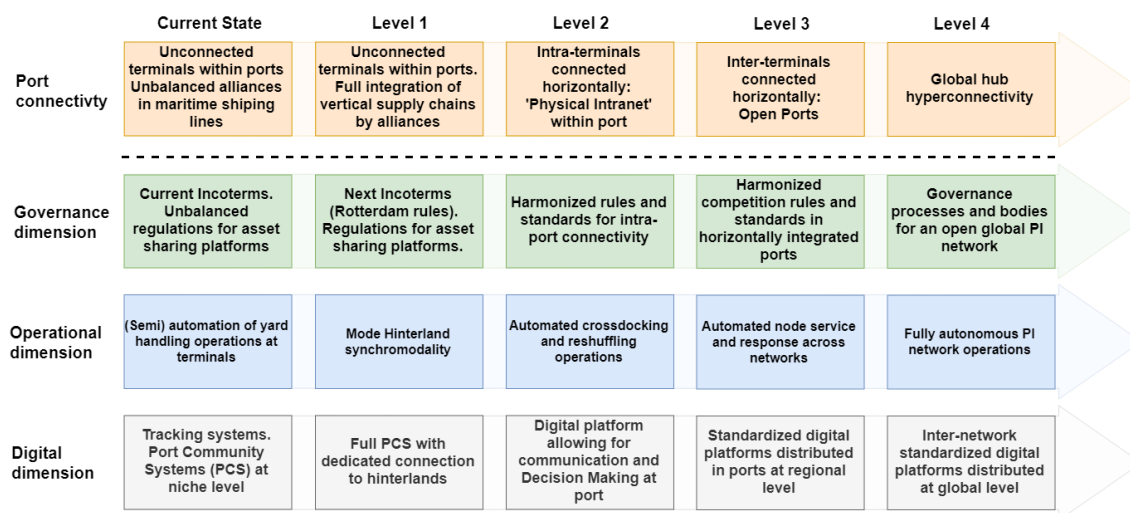 Current State
Level 1
Level 2
Level 3
Level 4
Port
connectivty
Unconnected
terminals within ports
Unbalanced alliances
in maritime shiping
lines
Unconnected
terminals within ports.
Full integration of
vertical supply chains
by alliances
Intra-terminals
connected
horizontally:
'Physical Intranet'
within port
Inter-terminals
connected
horizontally:
Open Ports
Global hub
hyperconnectivity
Governance
dimension
Current Incoterms.
Unbalanced
regulations for asset
sharing platforms
Next Incoterms
(Rotterdam rules).
Regulations for asset
sharing platforms.
Harmonized rules and
standards for intra-
port connectivity
Harmonized
competition rules and
standards in
horizontally integrated
ports
Governance
processes and bodies
for an open global PI
network
Operational
dimension
(Semi) automation of yard
handling operations at
terminals
Mode Hinterland
synchromodality
Automated crossdocking
and reshuffling
operations
Automated node service
and response across
networks
Fully autonomous PI
network operations
Digital
dimension
Tracking systems.
Port Community
Systems (PCS) at
niche level
Full PCS with
dedicated connection
to hinterlands
Digital platform
allowing for
communication and
Decision Making at
port
Standardized digital
platforms distributed
in ports at regional
level
Inter-network
standardized digital
platforms distributed
at global level